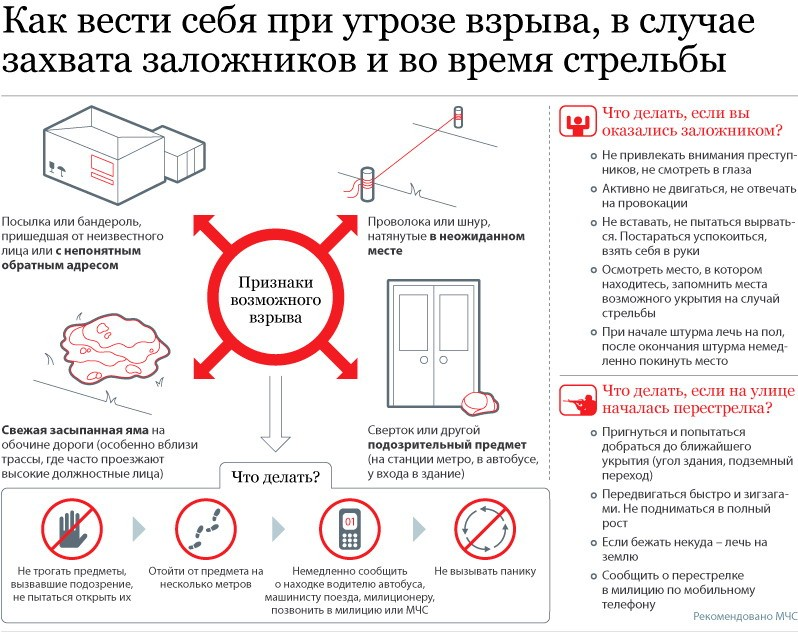 Как вести себя при угрозе взрыва, в случае
захвата заложников и во время стрельбы
Посылка или бандероль,
пришедшая от неизвестного
лица или с непонятным
обратным адресом
Проволока или шнур,
натянутые в неожиданном
месте
Признаки
возможного
взрыва
Свежая засыпанная яма на
обочине дороги (особенно вблизи
трассы, где часто проезжают
высокие должностные лица)
Сверток или другой
подозрительный предмет
(на станции метро, в автобусе,
у входа в здание)
Что делать?
Не трогать предметы,
вызвавшие подозрение,
не пытаться открыть их
Отойти от предмета на
несколько метров
01
Немедленно сообщить
о находке водителю автобуса,
машинисту поезда, милиционеру,
позвонить в милицию или МЧС
Не вызывать панику
Что делать, если вы
оказались заложником?
Не привлекать внимания преступ-
ников, не смотреть в глаза
Активно не двигаться, не отвечать
на провокации
Не вставать, не пытаться вырвать-
ся. Постараться успокоиться,
взять себя в руки
Осмотреть место, в котором
находитесь, запомнить места
возможного укрытия на случай
стрельбы
При начале штурма лечь на пол,
после окончания штурма немед-
ленно покинуть место
Что делать, если на улице
началась перестрелка?
Пригнуться и попытаться
добраться до ближайшего
укрытия (угол здания, подземный
переход)
Передвигаться быстро и зигзага-
ми. Не подниматься в полный
рост
Если бежать некуда – лечь на
землю
Сообщить о перестрелке
в милицию по мобильному
телефону
Рекомендовано МЧС